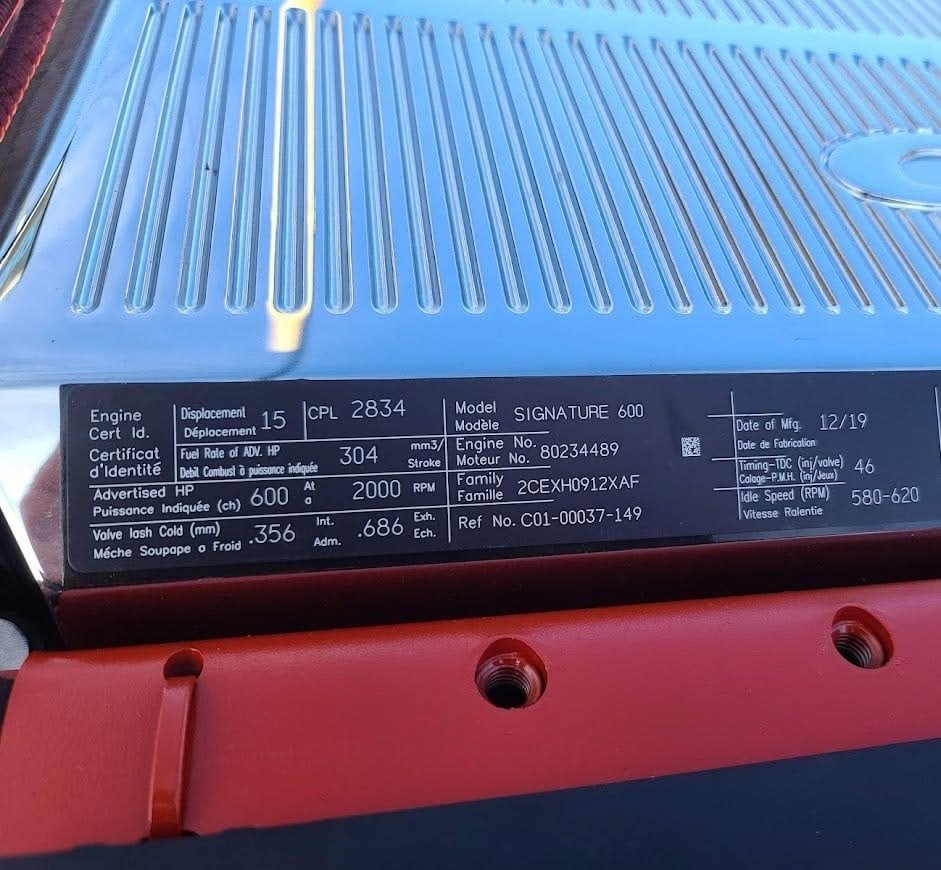 Engine
Cert Id.
Certificat
d'Identité
Displacement
Déplacement
15
CPL 2834
Fuel Rate of ADV. HP
Debit Combust à puissance indiquée
304
mm3/
Stroke
Advertised HP
Puissance Indiquée (ch)
600
At
a
2000 RPM
Valve lash Cold (mm)
Méche Soupape a Froid
.356
Int.
Adm.
.686
Exh.
Ech.
Model
Modèle
SIGNATURE 600
Engine No.
Moteur No.
80234489
Family
Famille
2CEXH0912XAF
Ref No. C01-00037-149
Date of Mfg.
Date de Fabrication
12/19
Timing-TDC (inj/valve)
Calage-P.M.H. (inj/Jeux)
46
Idle Speed (RPM)
Vitesse Ralentie
580-620